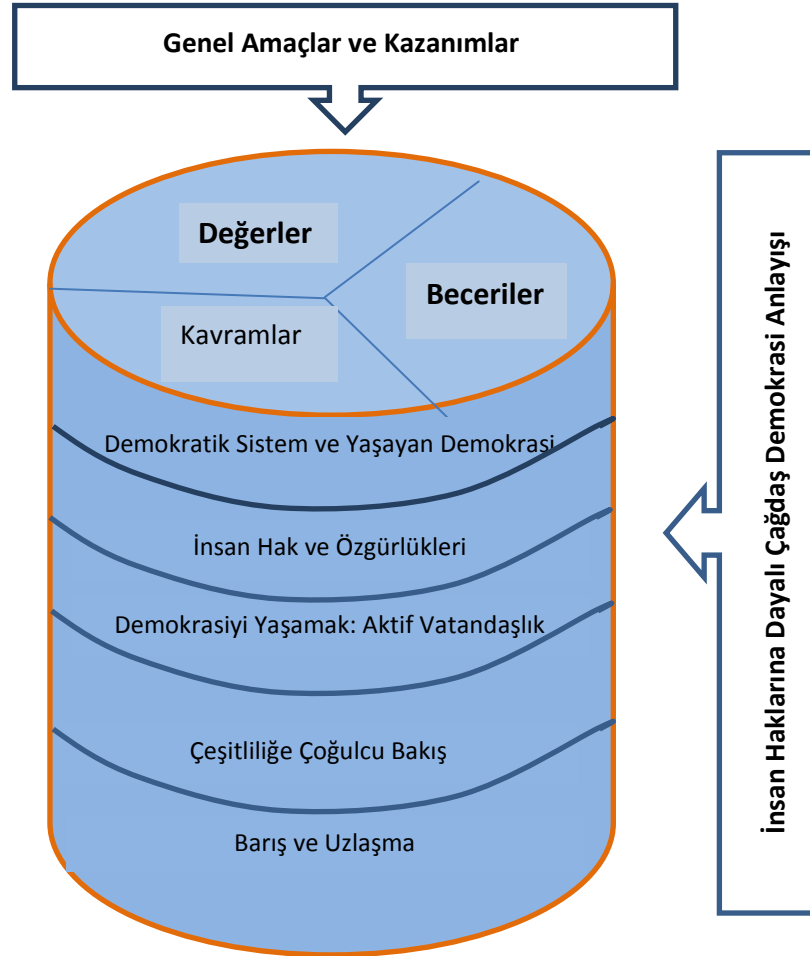 Genel Amaçlar ve Kazanımlar
Değerler
Beceriler
Kavramlar
Demokratik Sistem ve Yaşayan Demokrasi
İnsan Hak ve Özgürlükleri
Demokrasiyi Yaşamak: Aktif Vatandaşlık
Çeşitliliğe Çoğulcu Bakış
Barış ve Uzlaşma
İnsan Haklarına Dayalı Çağdaş Demokrasi Anlayışı